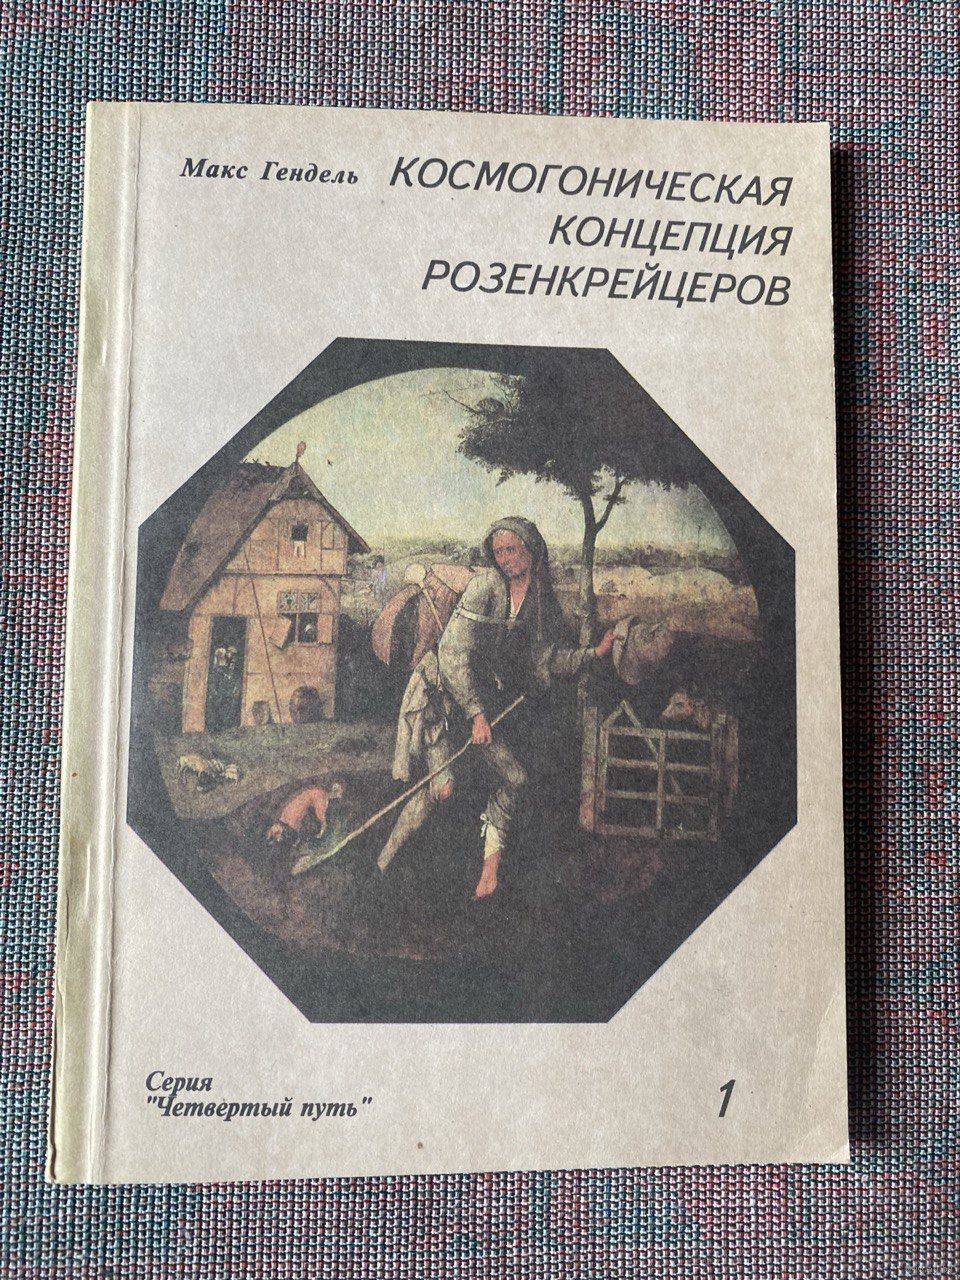 Макс Гендель КОСМОГОНИЧЕСКАЯ
КОНЦЕПЦИЯ
РОЗЕНКРЕЙЦЕРОВ
Серия
"Четвертый путь"
1